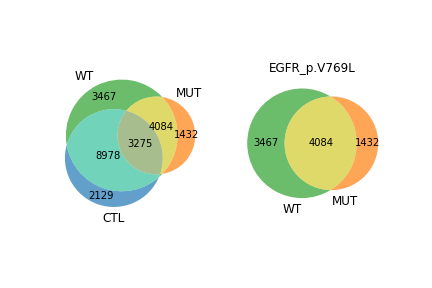 WT
3467
MUT
4084
1432
3275
8978
2129
CTL
EGFR_p.V769L
3467
4084
1432
WT
MUT